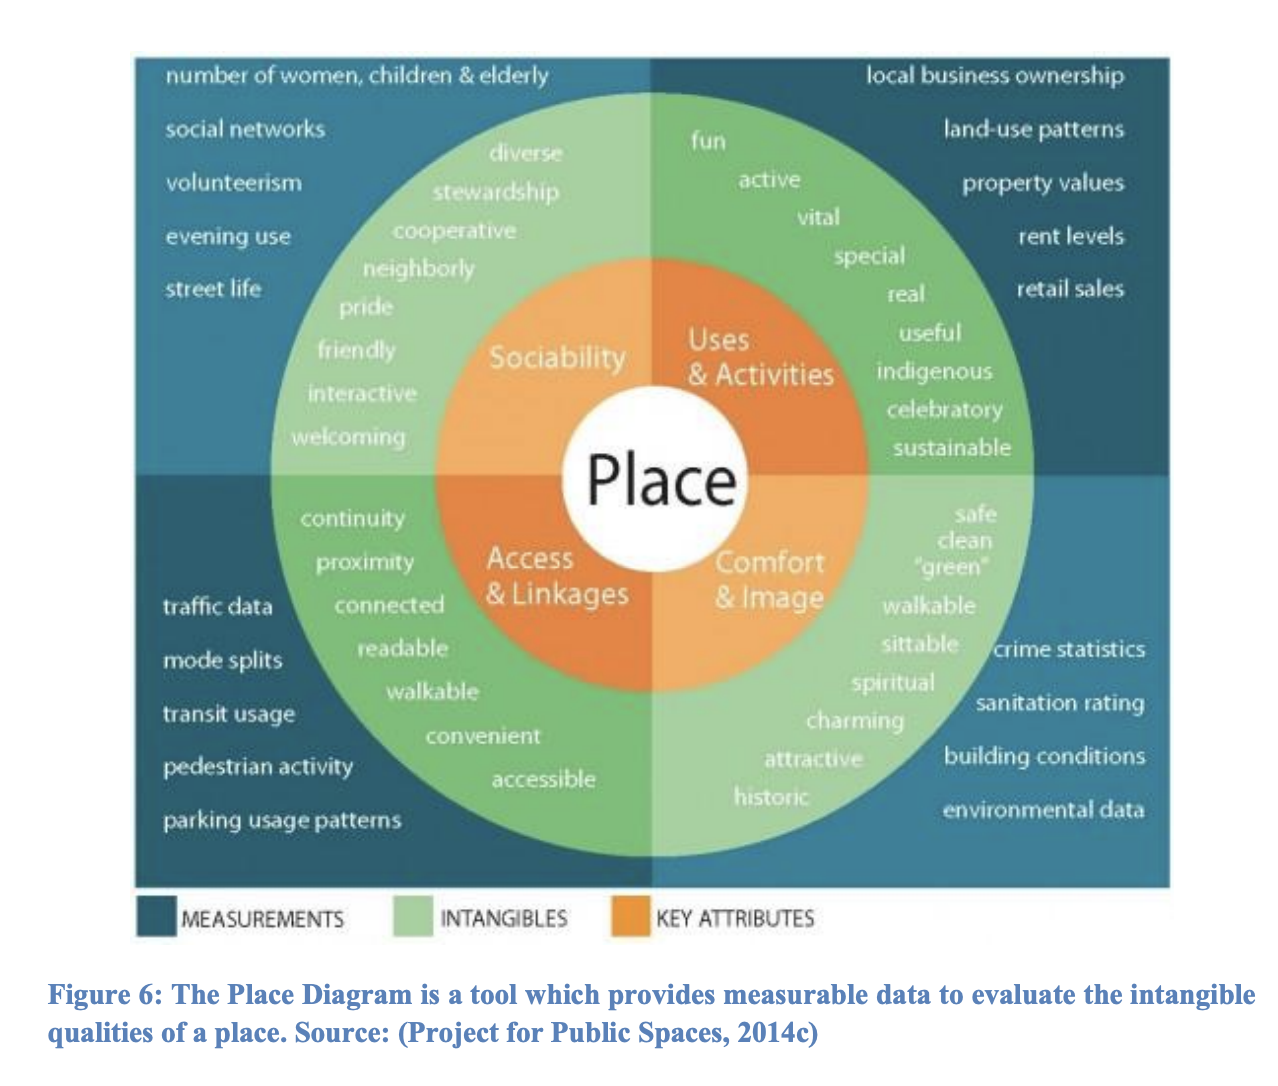 number of women, children & elderly
social networks
volunteerism
evening use
street life
local business ownership
land-use patterns
property values
rent levels
retail sales
diverse
stewardship
cooperative
neighborly
pride
friendly
interactive
welcoming
fun
active
vital
special
real
useful
indigenous
celebratory
sustainable
Sociability
Uses
& Activities
Place
Access
& Linkages
Comfort
& Image
continuity
proximity
connected
readable
walkable
convenient
accessible
safe
clean
"green"
walkable
sittable
spiritual
charming
attractive
historic
traffic data
mode splits
transit usage
pedestrian activity
parking usage patterns
crime statistics
sanitation rating
building conditions
environmental data
MEASUREMENTS
INTANGIBLES
KEY ATTRIBUTES
Figure 6: The Place Diagram is a tool which provides measurable data to evaluate the intangible
qualities of a place. Source: (Project for Public Spaces, 2014c)